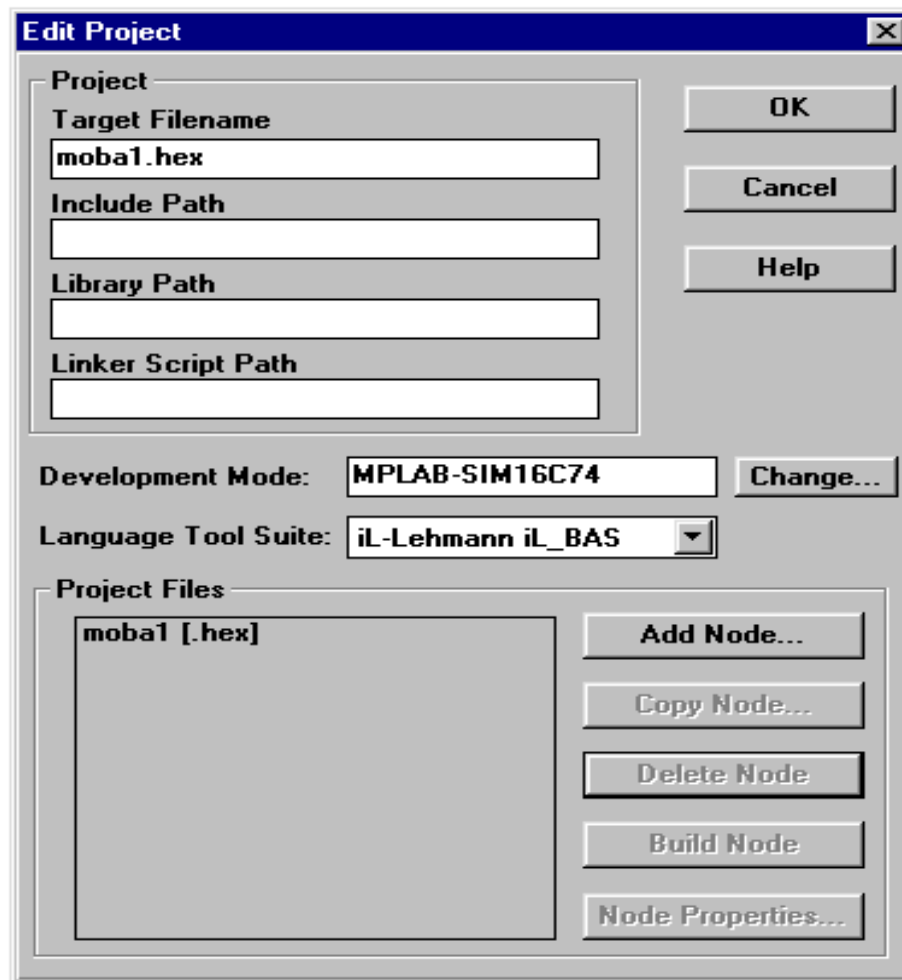 Edit Project
Project
Target Filename
moba1.hex
Include Path
Library Path
Linker Script Path
OK
Cancel
Help
Development Mode: MPLAB-SIM16C74 Change...
Language Tool Suite: iL-Lehmann iL_BAS
Project Files
moba1 [.hex]
Add Node...
Copy Node...
Delete Node
Build Node
Node Properties...